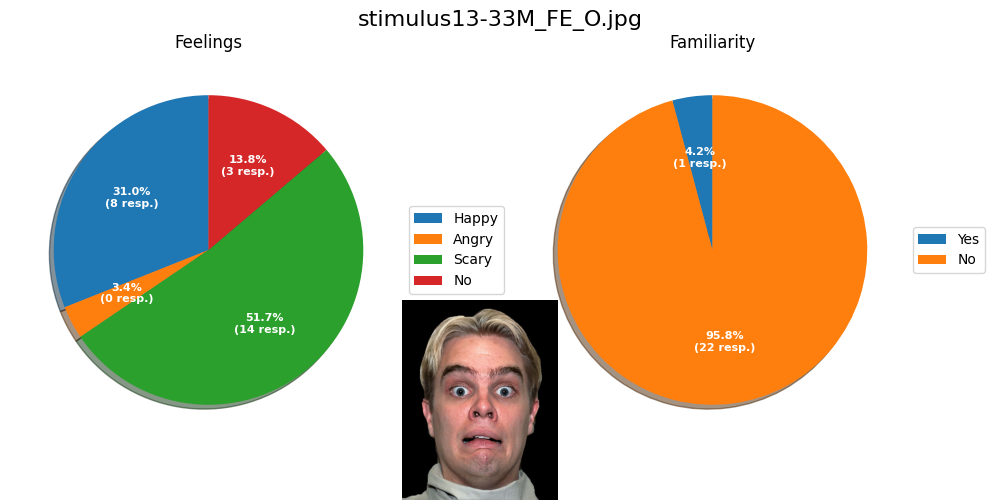 stimulus13-33M_FE_O.jpg
Feelings
31.0%
(8 resp.)
3.4%
(0 resp.)
51.7%
(14 resp.)
13.8%
(3 resp.)
Happy
Angry
Scary
No
Familiarity
4.2%
(1 resp.)
95.8%
(22 resp.)
Yes
No